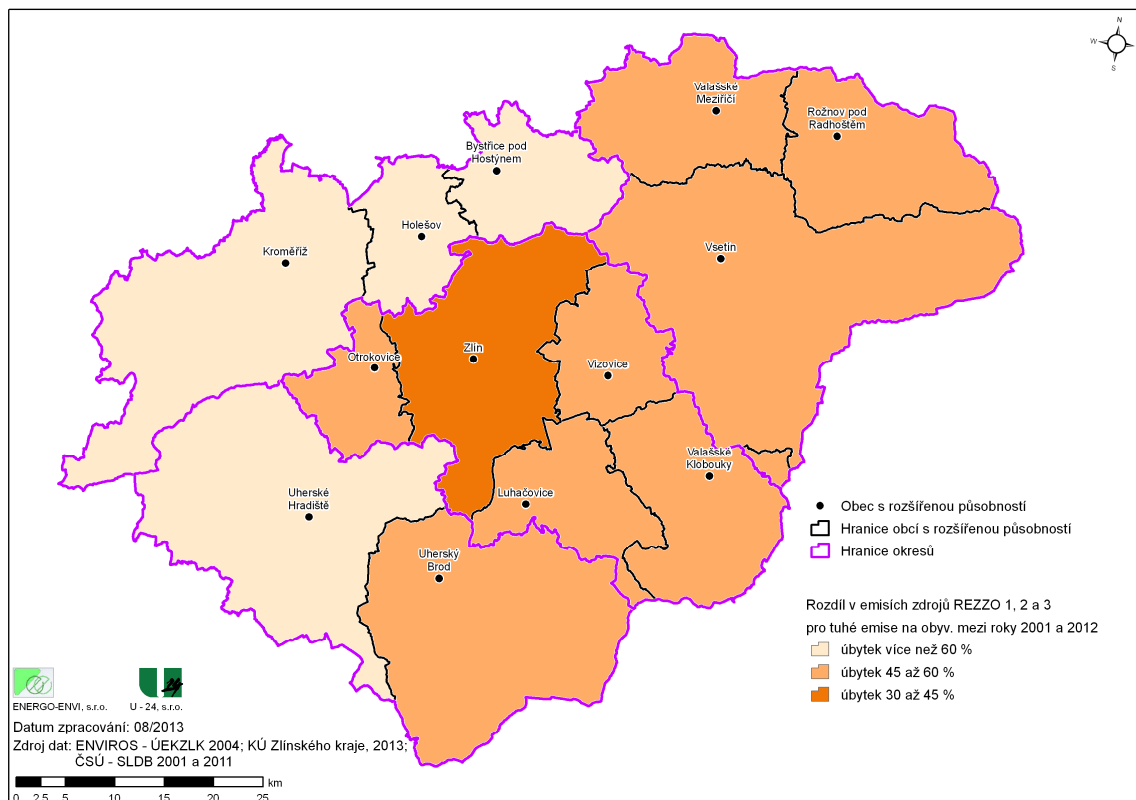 N
W
S
Valašské
Meziříčí
Rožnov pod
Radhoštěm
Bystřice pod
Hostýnem
Holešov
Kroměříž
Vsetín
Zlín
Otrokovice
Vizovice
Valašské
Klobouky
Luhačovice
Uherské
Hradiště
Uherský
Brod
Obec s rozšířenou působností
Hranice obcí s rozšířenou působností
Hranice okresů
Rozdíl v emisích zdrojů REZZO 1, 2 a 3
pro tuhé emise na obyv. mezi roky 2001 a 2012
úbytek více než 60 %
úbytek 45 až 60 %
úbytek 30 až 45 %
ENERGO-ENVI, s.r.o. U - 24, s.r.o.
Datum zpracování: 08/2013
Zdroj dat: ENVIROS - ÚEKZLK 2004; KÚ Zlínského kraje, 2013;
ČSÚ - SLDB 2001 a 2011
km
0 2,5 5 10 15 20 25